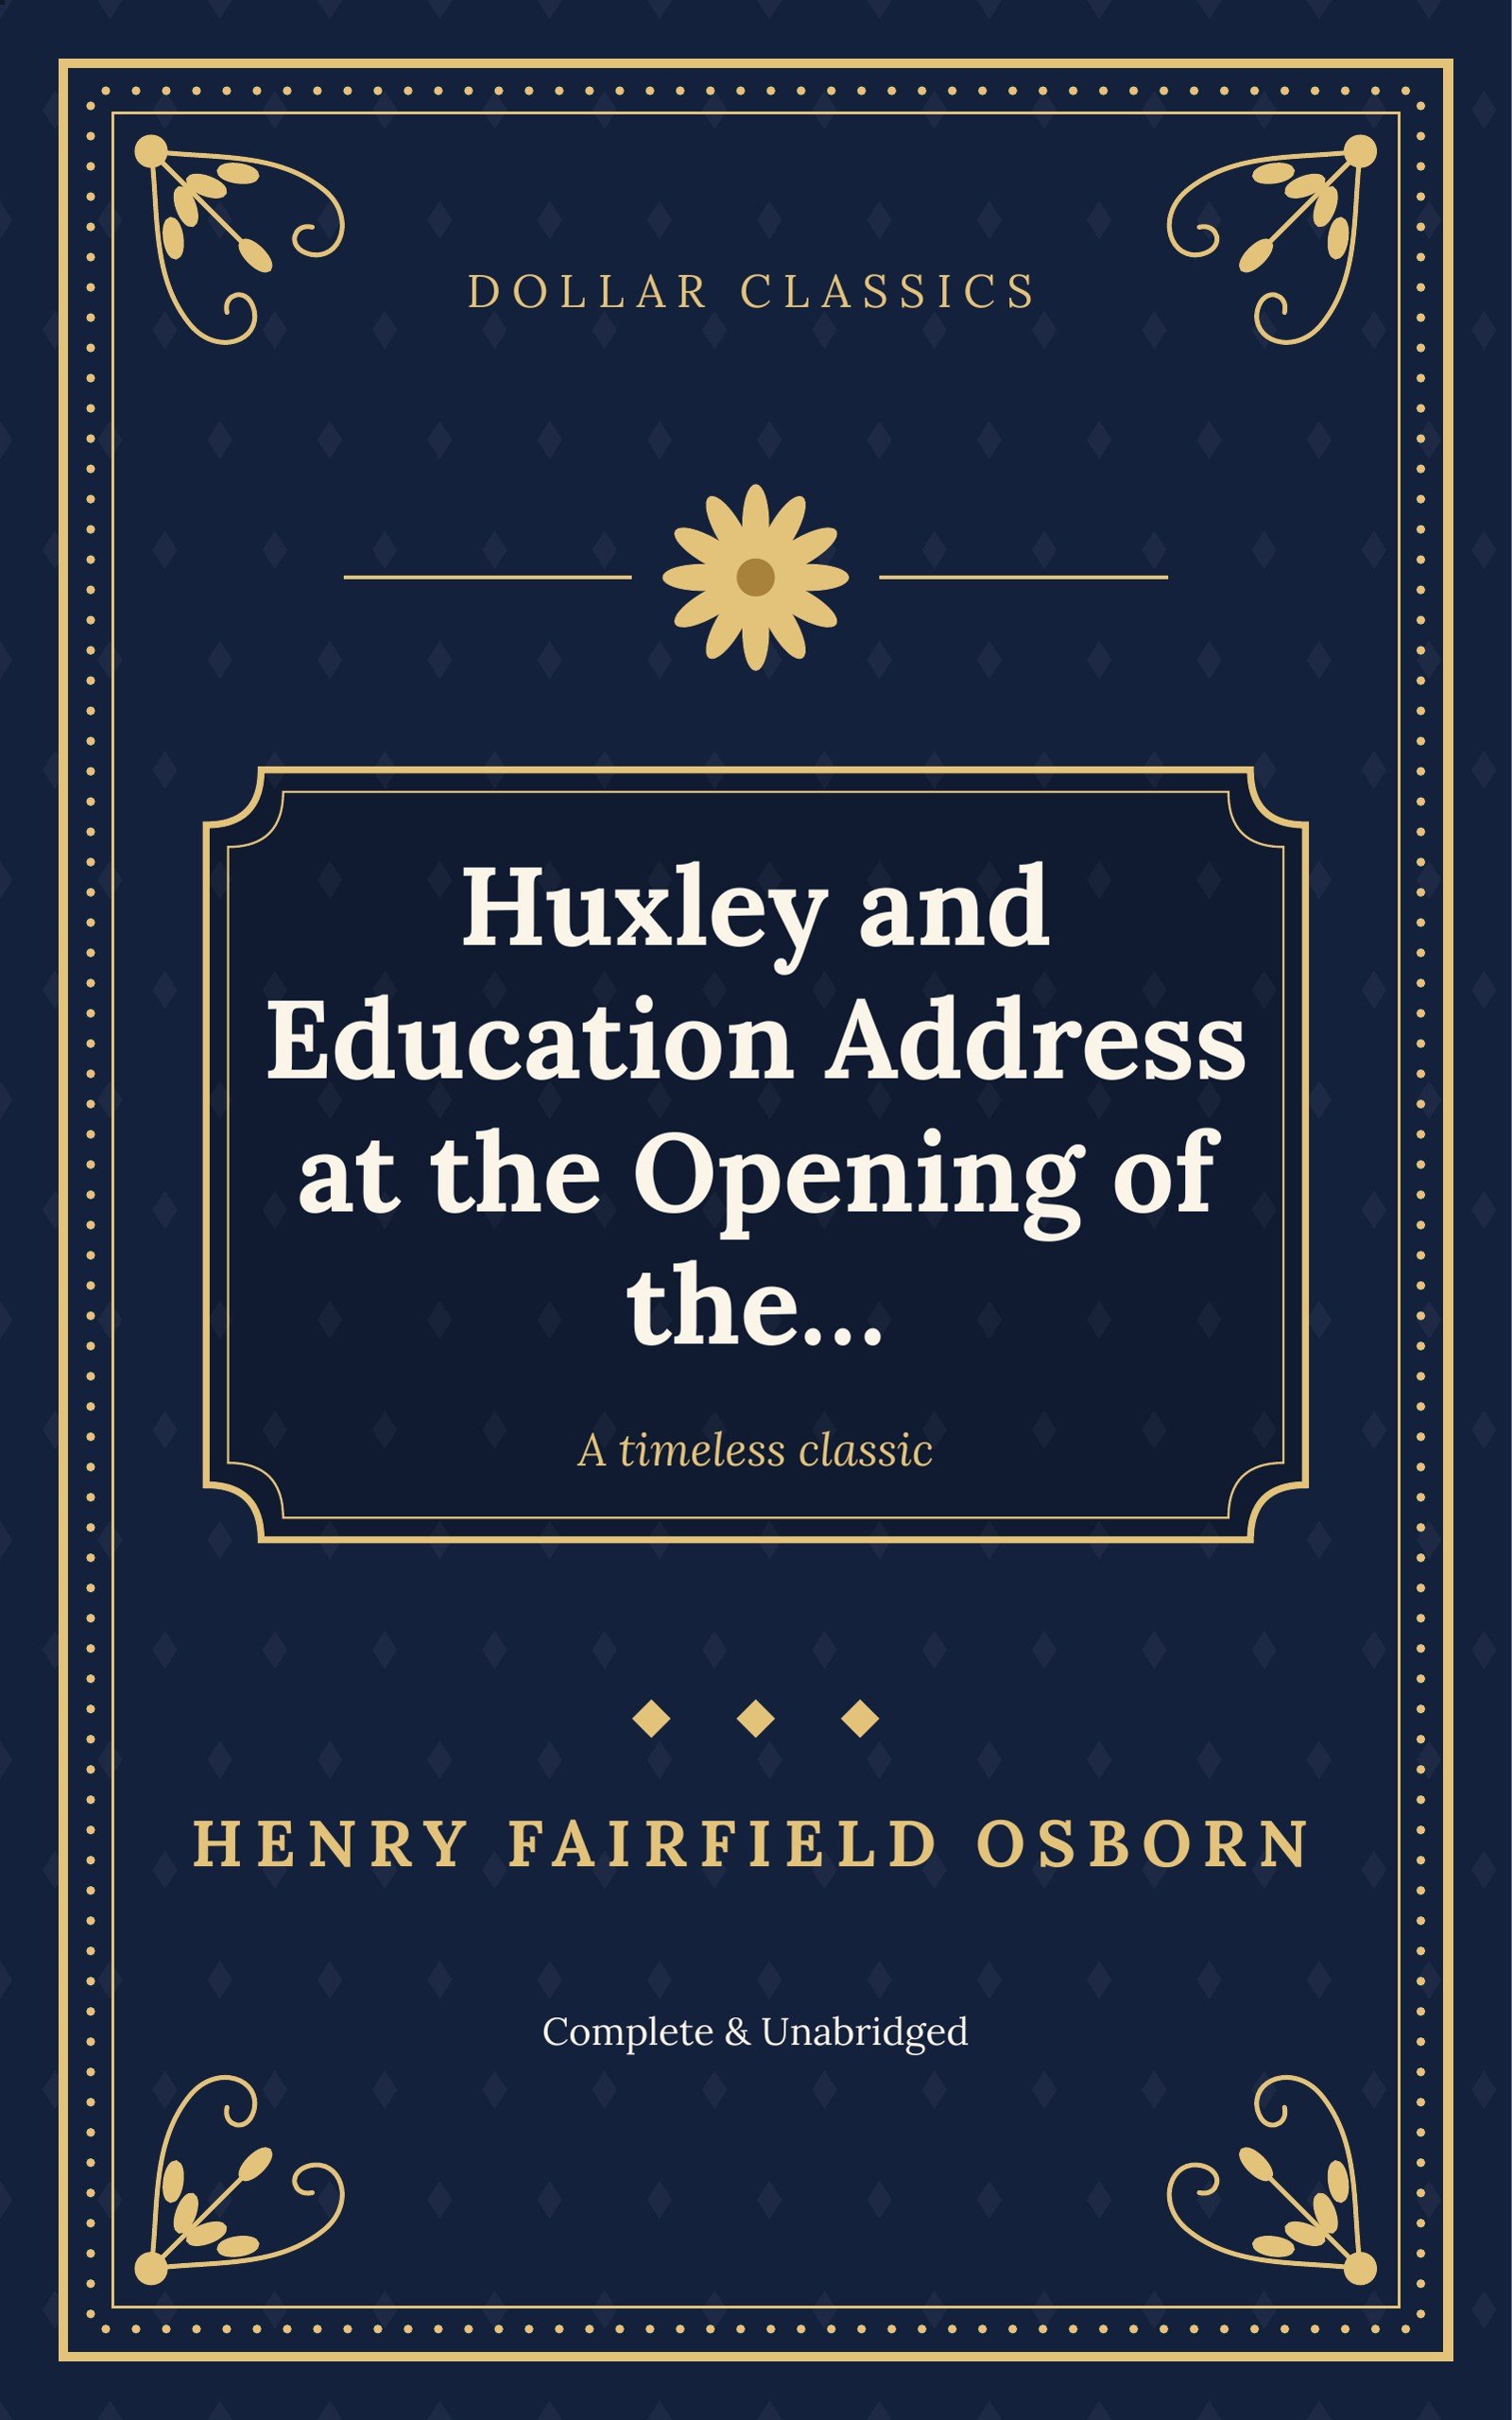 DOLLAR CLASSICS
Huxley and
Education Address
at the Opening of
the...
A timeless classic
HENRY FAIRFIELD OSBORN
Complete & Unabridged